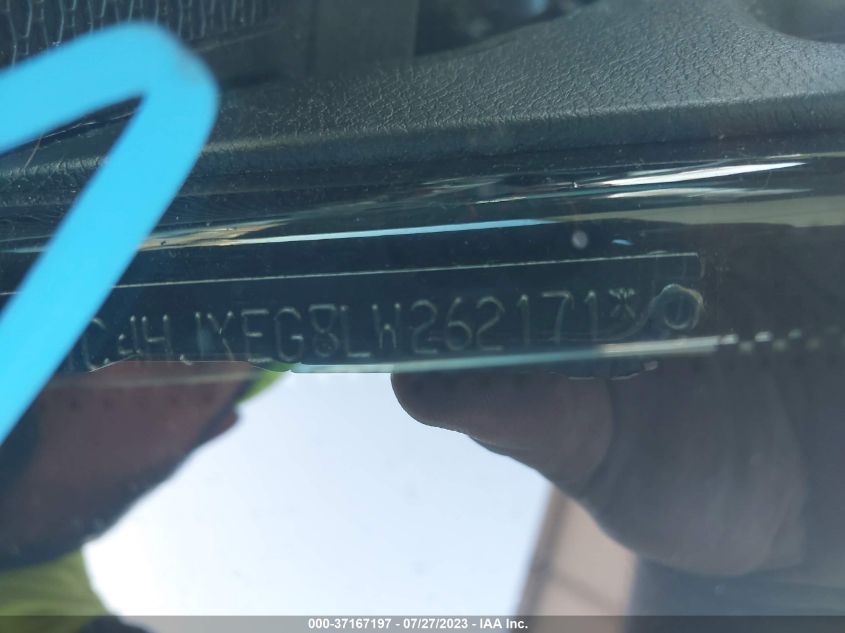 C4HJXEG8LW262171*
000-37167197 - 07/27/2023 - IAA Inc.